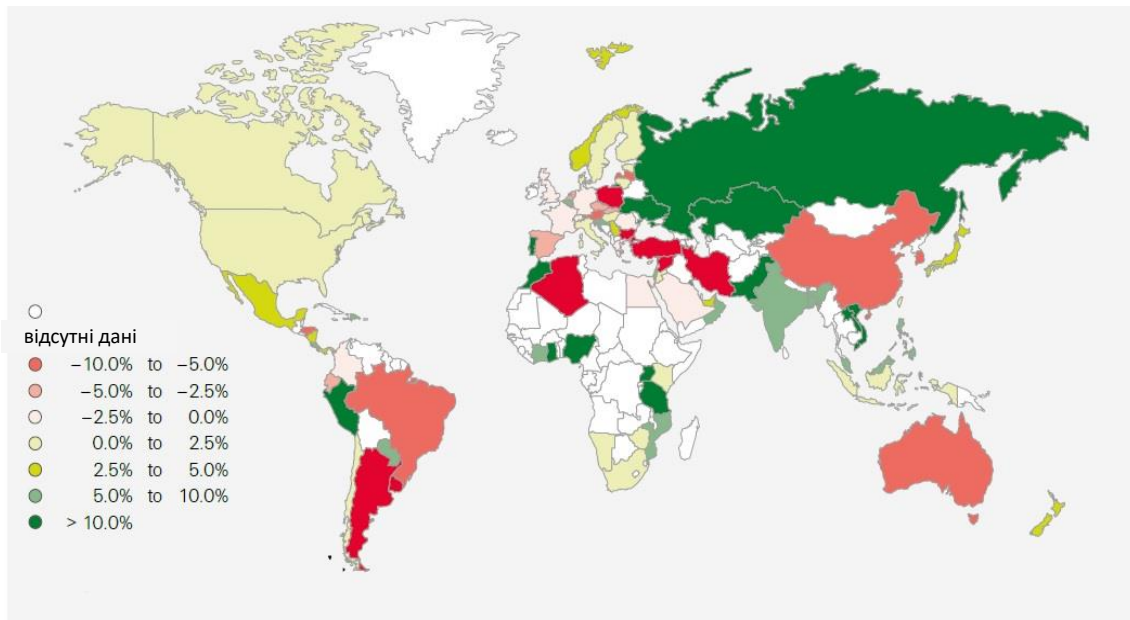 відсутні дані
−10.0% to −5.0%
−5.0% to −2.5%
−2.5% to 0.0%
0.0% to 2.5%
2.5% to 5.0%
5.0% to 10.0%
> 10.0%